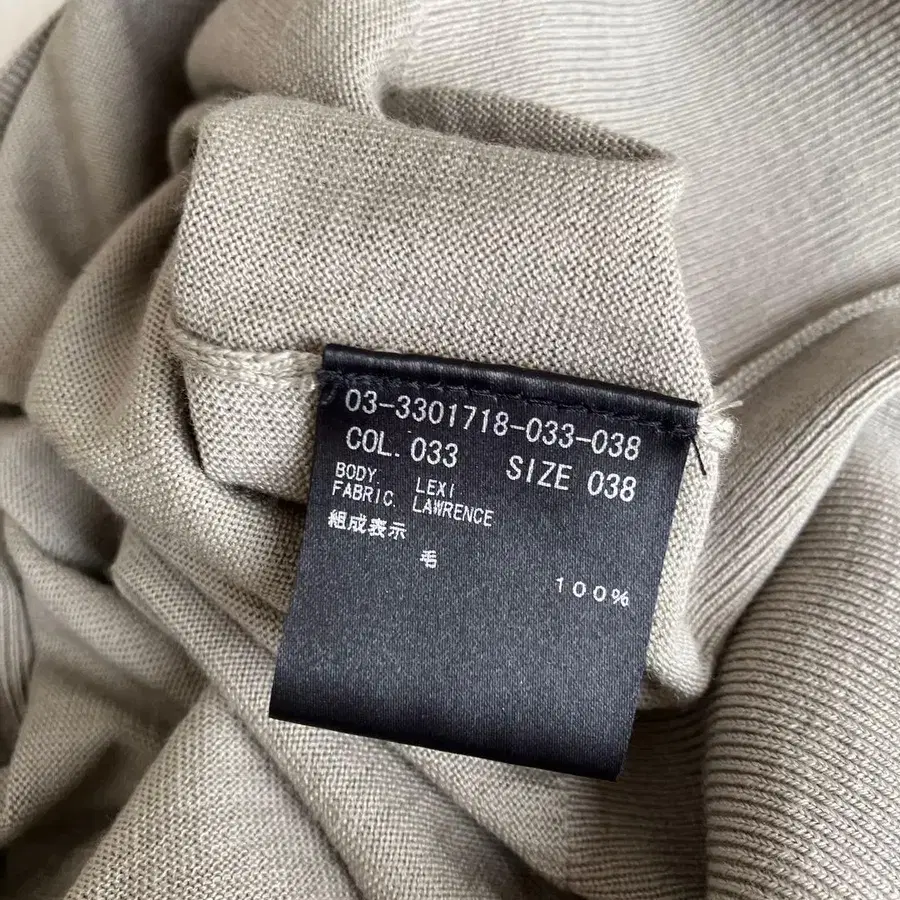 03-3301718-033-038
COL. 033 SIZE 038
BODY. LEXI
FABRIC. LAWRENCE
組成表示
毛
100%